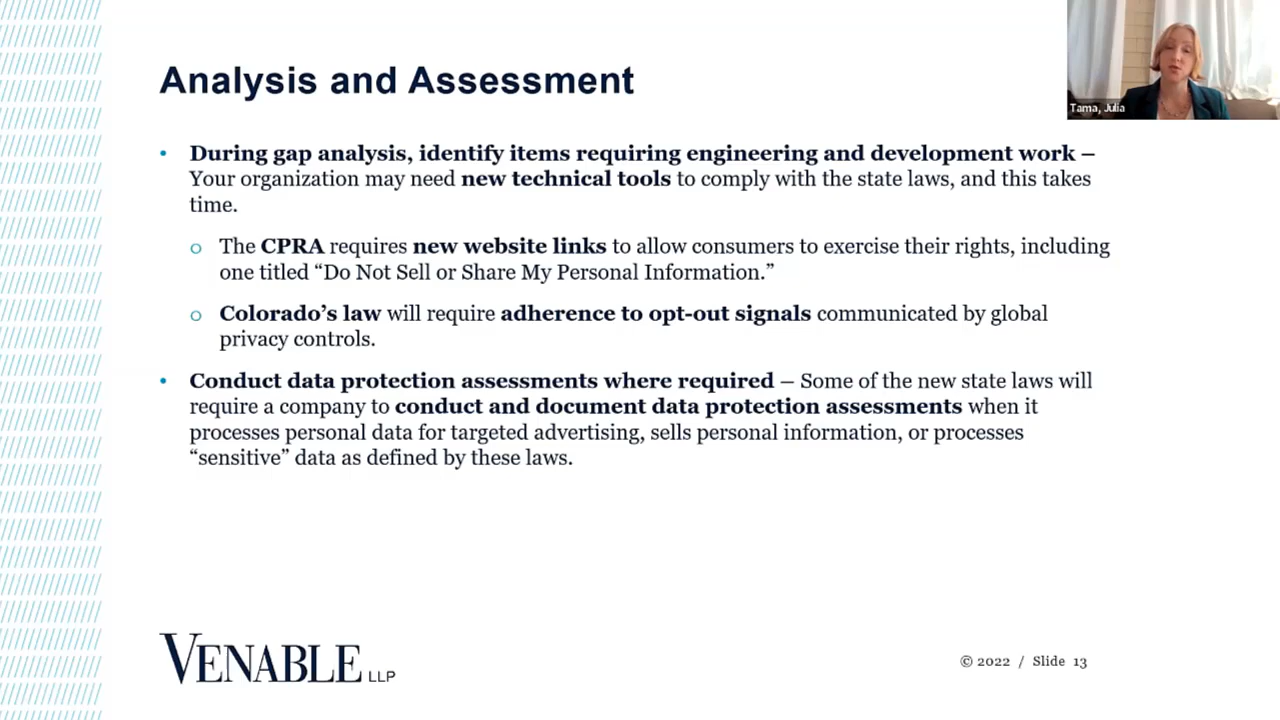 Analysis and Assessment
Tama, Julia
• During gap analysis, identify items requiring engineering and development work –
Your organization may need new technical tools to comply with the state laws, and this takes
time.
o The CPRA requires new website links to allow consumers to exercise their rights, including
one titled “Do Not Sell or Share My Personal Information.”
o Colorado’s law will require adherence to opt-out signals communicated by global
privacy controls.
• Conduct data protection assessments where required – Some of the new state laws will
require a company to conduct and document data protection assessments when it
processes personal data for targeted advertising, sells personal information, or processes
“sensitive” data as defined by these laws.
VENABLE LLP
© 2022 / Slide 13